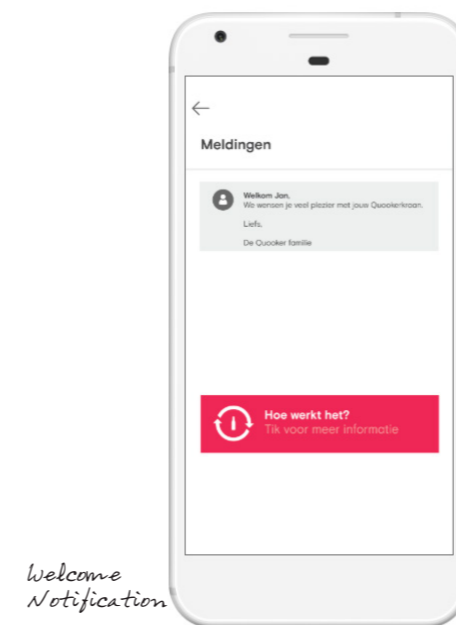 Meldingen
Welkom Jan,
We wensen je veel plezier met jouw Quookerkraan.
Liefs,
De Quooker familie
Hoe werkt het?
Tik voor meer informatie
Welcome
Notification